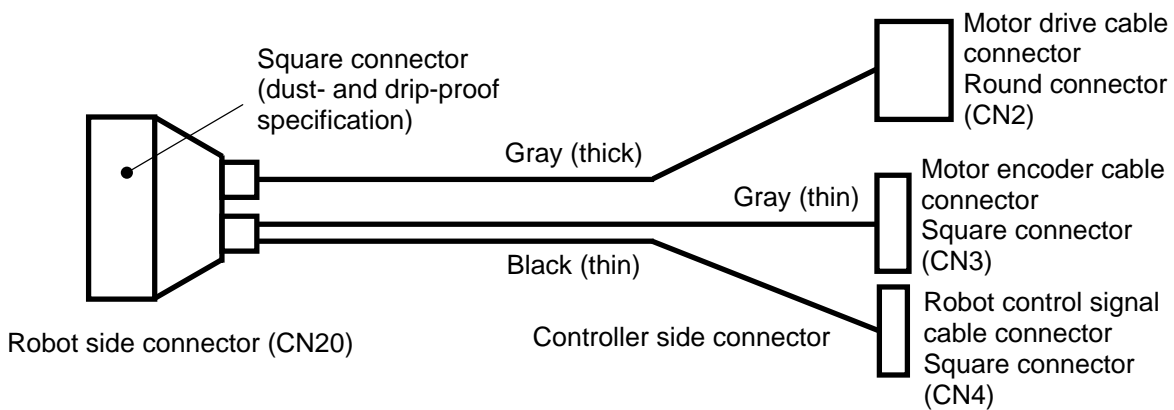 Square connector
(dust- and drip-proof
specification)
Motor drive cable
connector
Round connector
(CN2)
Gray (thick)
Gray (thin)
Motor encoder cable
connector
Square connector
(CN3)
Black (thin)
Robot side connector (CN20)
Controller side connector
Robot control signal
cable connector
Square connector
(CN4)